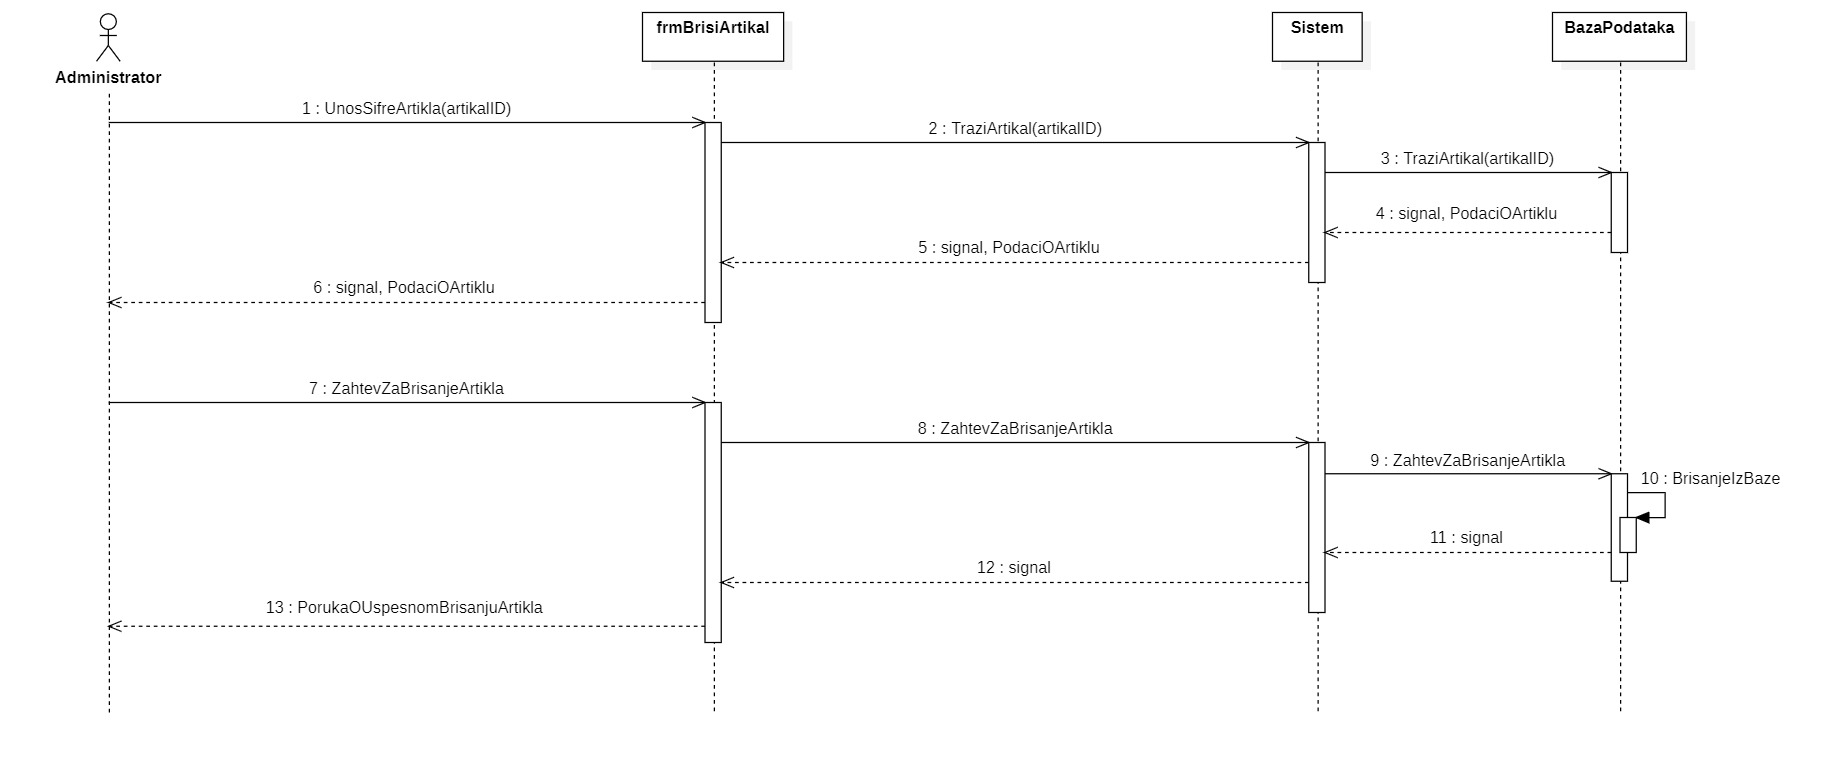 Administrator
frmBrisiArtikal
Sistem
BazaPodataka
1 : UnosSifreArtikla(artikalID)
2 : TraziArtikal(artikalID)
3 : TraziArtikal(artikalID)
4 : signal, PodaciOArtiklu
5 : signal, PodaciOArtiklu
6 : signal, PodaciOArtiklu
7 : ZahtevZaBrisanjeArtikla
8 : ZahtevZaBrisanjeArtikla
9 : ZahtevZaBrisanjeArtikla
10 : BrisanjeIzBaze
11 : signal
12 : signal
13 : PorukaOUspesnomBrisanjuArtikla